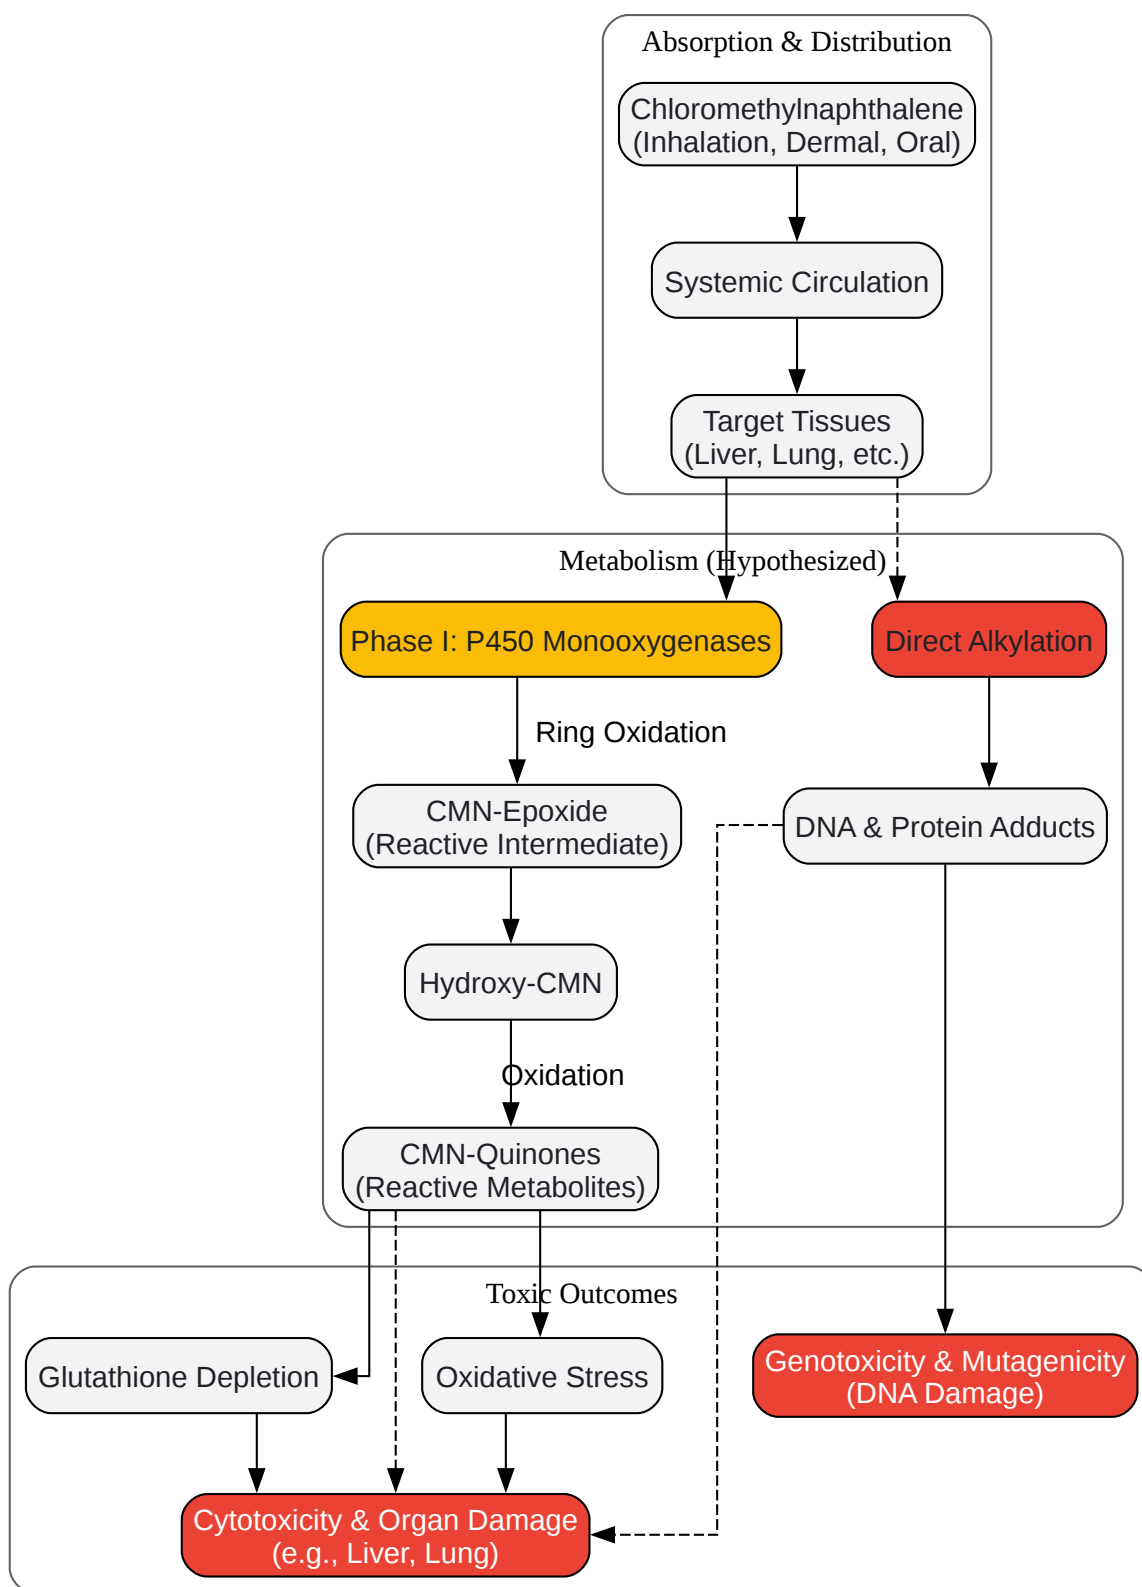 Absorption & Distribution
Chloromethylnaphthalene
(Inhalation, Dermal, Oral)
Systemic Circulation
Target Tissues
(Liver, Lung, etc.)
Metabolism (Hypothesized)
Phase I: P450 Monooxygenases
Direct Alkylation
Ring Oxidation
CMN-Epoxide
(Reactive Intermediate)
DNA & Protein Adducts
Hydroxy-CMN
Oxidation
CMN-Quinones
(Reactive Metabolites)
Toxic Outcomes
Glutathione Depletion
Oxidative Stress
Genotoxicity & Mutagenicity
(DNA Damage)
Cytotoxicity & Organ Damage
(e.g., Liver, Lung)